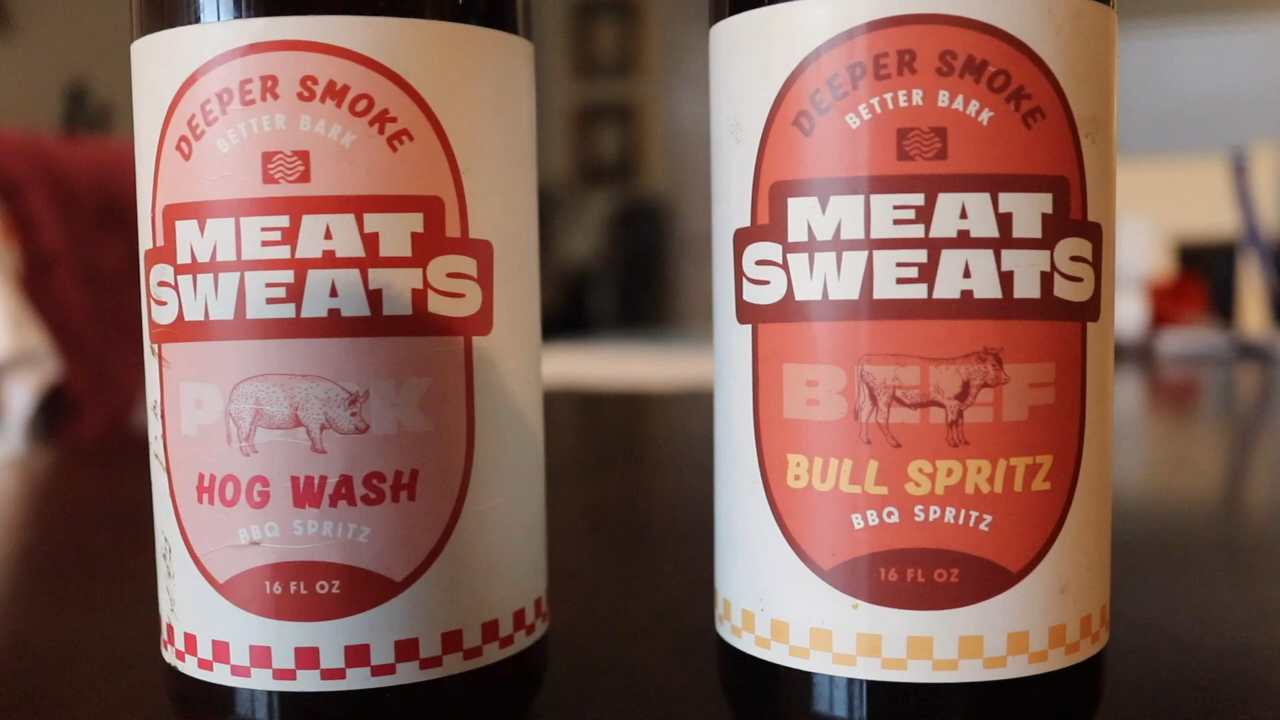 DEEPER SMOKE
BETTER BARK
MEAT
SWEATS
HOG WASH
BBQ SPRITZ
16 FL OZ
DEEPER SMOKE
BETTER BARK
MEAT
SWEATS
BEEF
BULL SPRITZ
BBQ SPRITZ
16 FL OZ